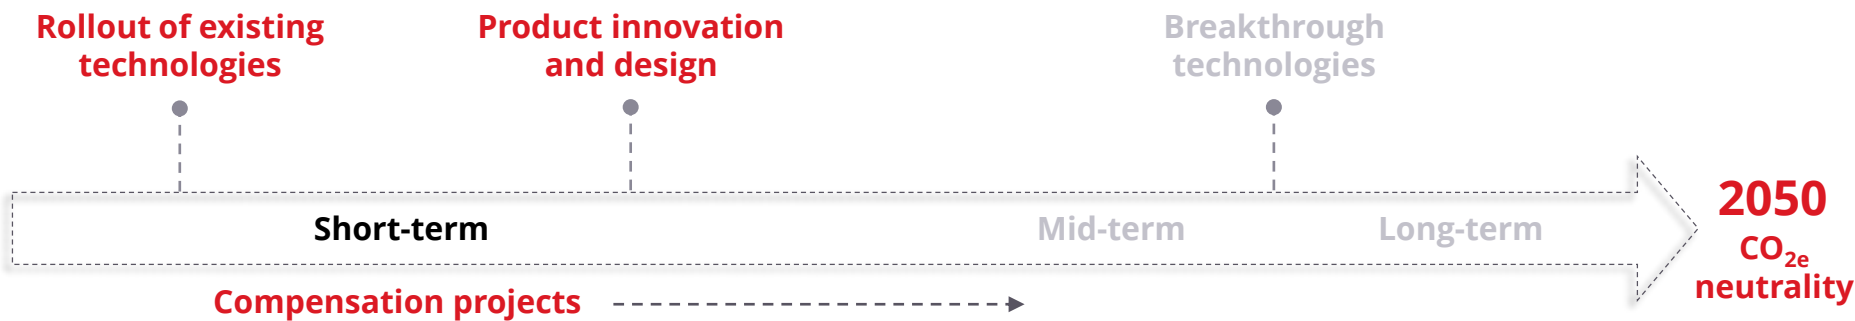 Rollout of existing
technologies
Product innovation
and design
Breakthrough
technologies
Short-term
Mid-term
Long-term
2050
CO2e
neutrality
Compensation projects